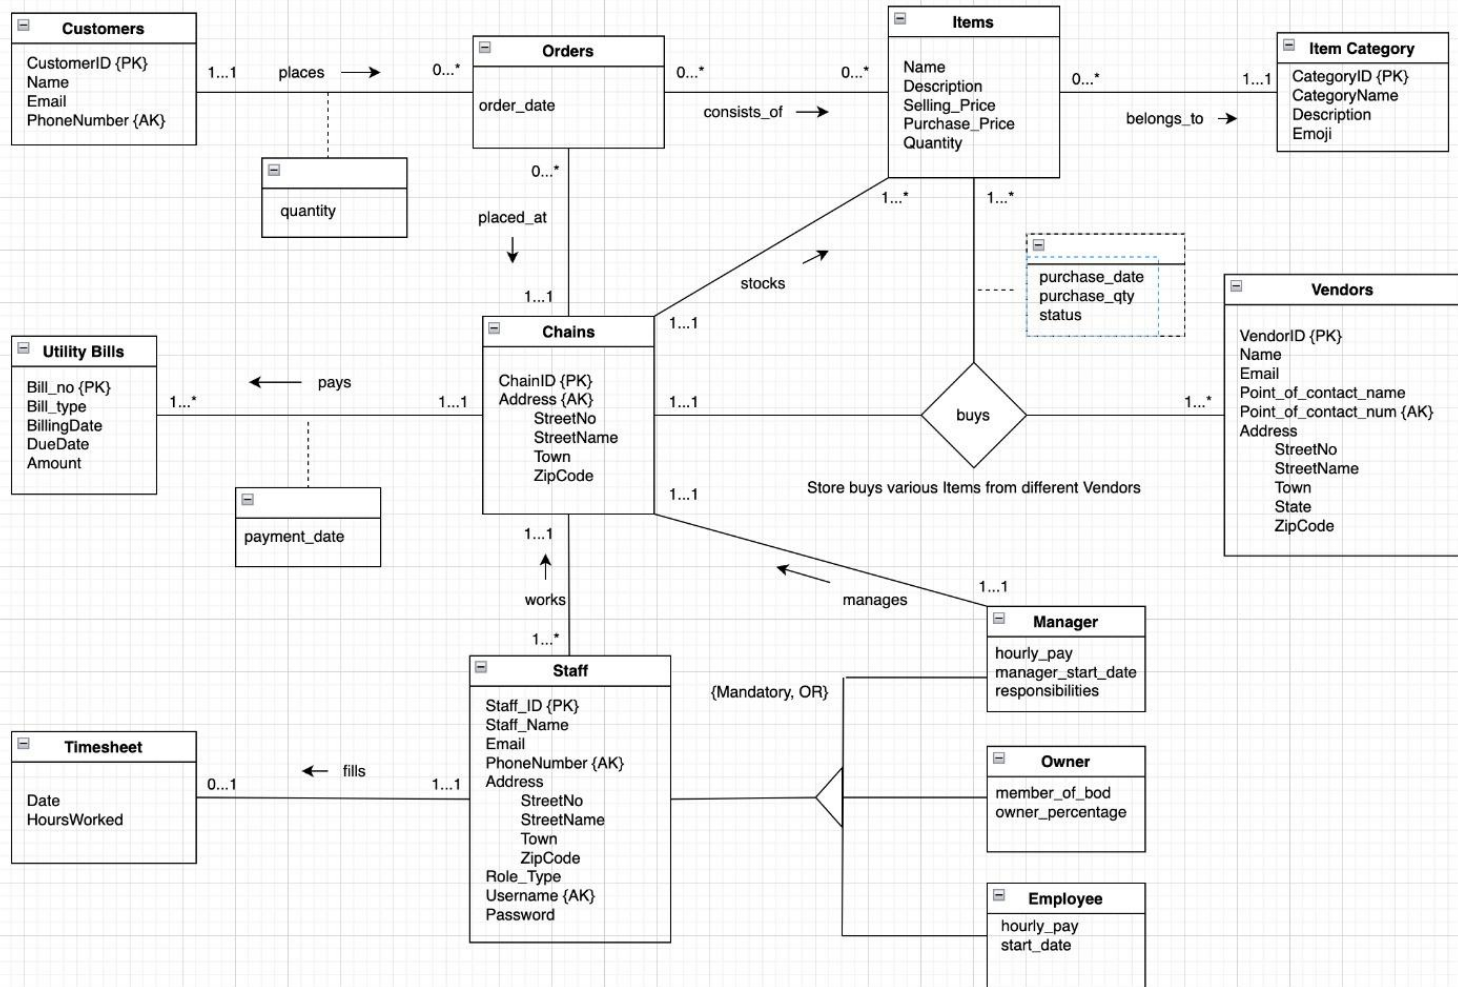 Customers
CustomerID {PK}
Name
Email
PhoneNumber {AK}
1...1
places
0...*
Orders
order_date
0...*
consists_of
0...*
Items
Name
Description
Selling_Price
Purchase_Price
Quantity
0...*
belongs_to
1...1
Item Category
CategoryID {PK}
CategoryName
Description
Emoji
quantity
0...*
placed_at
1...1
1...*
stocks
1...1
1...*
purchase_date
purchase_qty
status
Vendors
VendorID {PK}
Name
Email
Point_of_contact_name
Point_of_contact_num {AK}
Address
StreetNo
StreetName
Town
State
ZipCode
Utility Bills
Bill_no {PK}
Bill_type
BillingDate
DueDate
Amount
1...*
pays
1...1
payment_date
Chains
ChainID {PK}
Address {AK}
StreetNo
StreetName
Town
ZipCode
1...1
buys
1...*
Store buys various Items from different Vendors
1...1
manages
1...1
1...1
works
1...*
Manager
hourly_pay
manager_start_date
responsibilities
Staff
Staff_ID {PK}
Staff_Name
Email
PhoneNumber {AK}
Address
StreetNo
StreetName
Town
ZipCode
Role_Type
Username {AK}
Password
{Mandatory, OR}
Timesheet
Date
HoursWorked
0...1
fills
1...1
Owner
member_of_bod
owner_percentage
Employee
hourly_pay
start_date